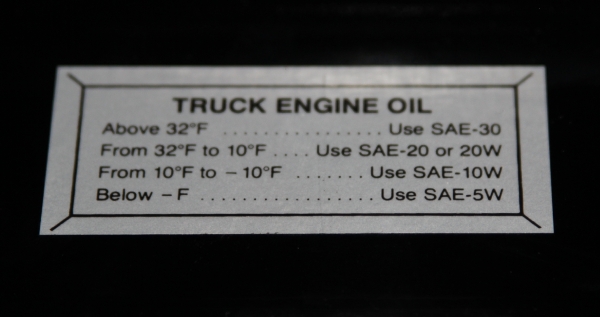 TRUCK ENGINE OIL
Above 32°F ................ Use SAE-30
From 32°F to 10°F .... Use SAE-20 or 20W
From 10°F to -10°F ....... Use SAE-10W
Below -F ................. Use SAE-5W